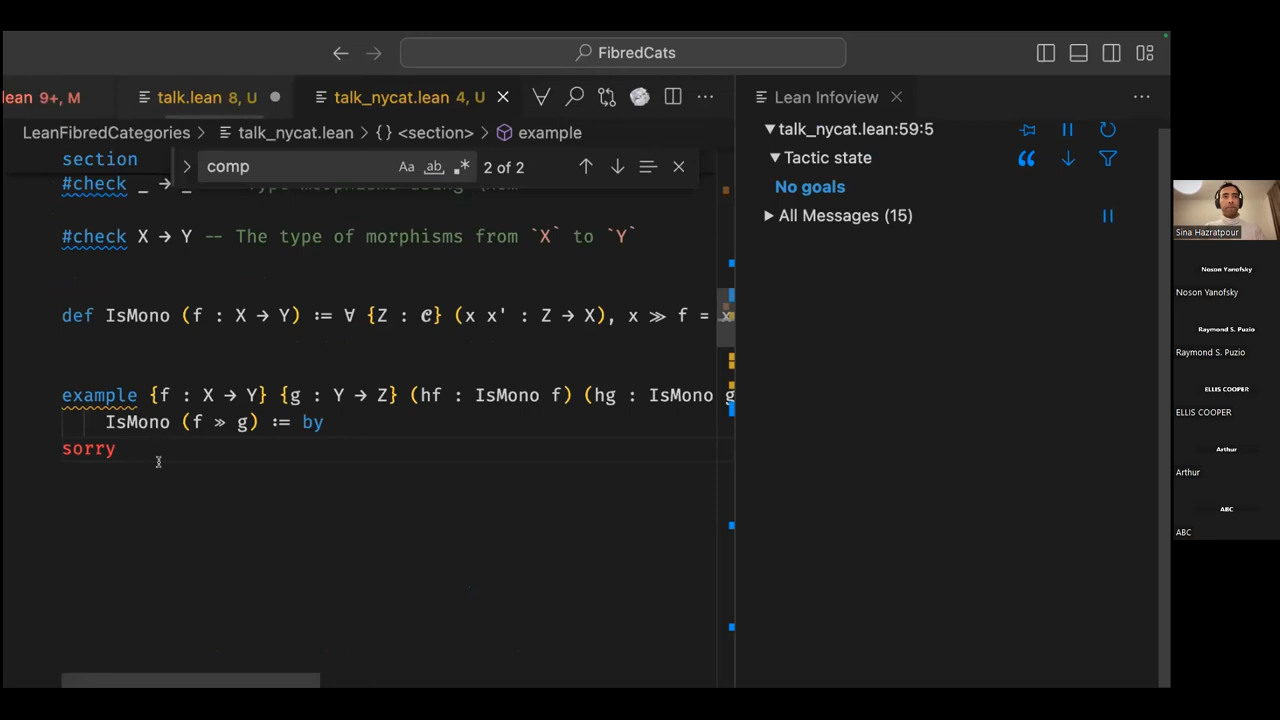 FibredCats
lean 9+, M
talk.lean 8, U
talk_nycat.lean 4, U
LeanFibredCategories > talk_nycat.lean > {} <section> > example
section
comp
Aa
ab
2 of 2
#check _ → _
#check X → Y -- The type of morphisms from `X` to `Y`
def IsMono (f : X → Y) := ∀ {Z : 𝓒} (x x' : Z → X), x ≫ f = x
example {f : X → Y} {g : Y → Z} (hf : IsMono f) (hg : IsMono g
IsMono (f ≫ g) := by
sorry
Lean Infoview
talk_nycat.lean:59:5
Tactic state
No goals
All Messages (15)
Sina Hazratpour
Noson Yanofsky
Noson Yanofsky
Raymond S. Puzio
Raymond S. Puzio
ELLIS COOPER
ELLIS COOPER
Arthur
Arthur
ABC
ABC